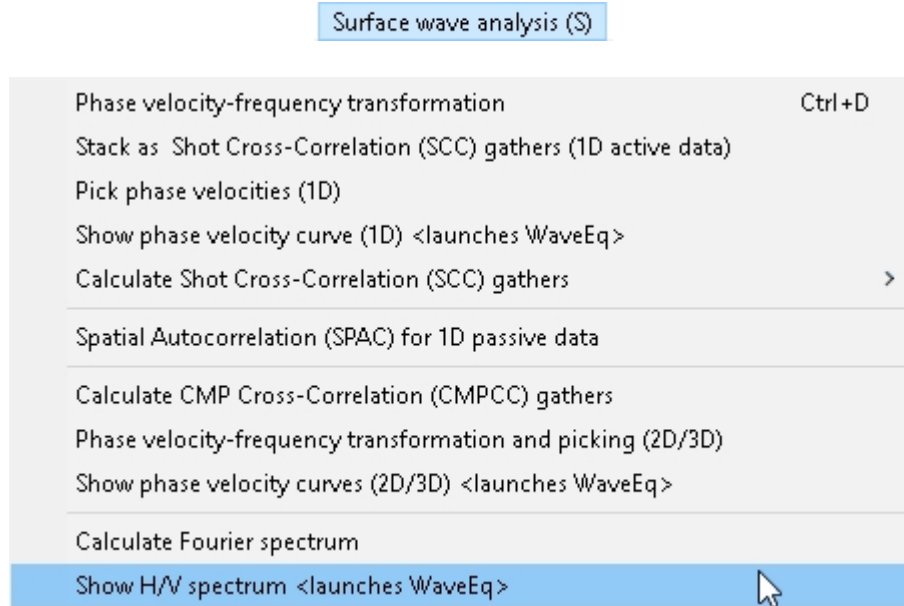 Surface wave analysis (S)
Phase velocity-frequency transformation Ctrl+D
Stack as  Shot Cross-Correlation (SCC) gathers (1D active data)
Pick phase velocities (1D)
Show phase velocity curve (1D) <launches WaveEq>
Calculate Shot Cross-Correlation (SCC) gathers >
Spatial Autocorrelation (SPAC) for 1D passive data
Calculate CMP Cross-Correlation (CMPCC) gathers
Phase velocity-frequency transformation and picking (2D/3D)
Show phase velocity curves (2D/3D) <launches WaveEq>
Calculate Fourier spectrum
Show H/V spectrum <launches WaveEq>